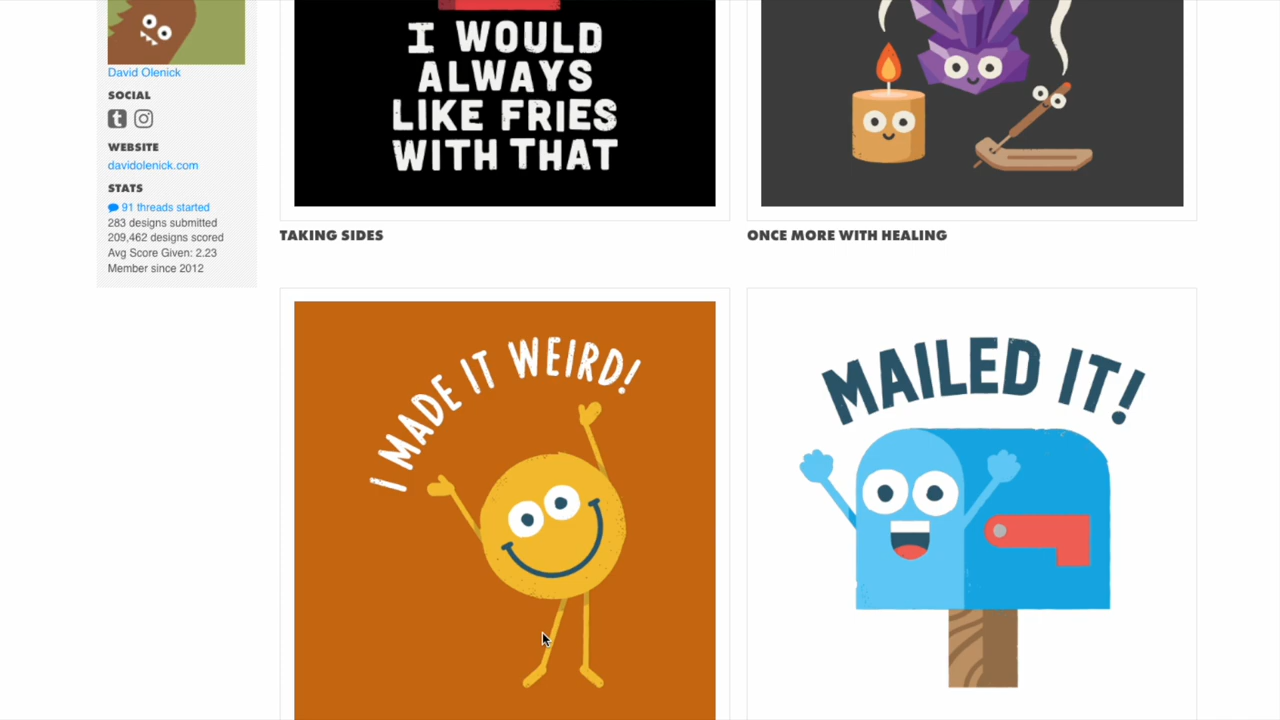 David Olenick
SOCIAL
WEBSITE
davidolenick.com
STATS
91 threads started
283 designs submitted
209,462 designs scored
Avg Score Given: 2.23
Member since 2012
I WOULD
ALWAYS
LIKE FRIES
WITH THAT
TAKING SIDES
ONCE MORE WITH HEALING
I MADE IT WEIRD!
MAILED IT!